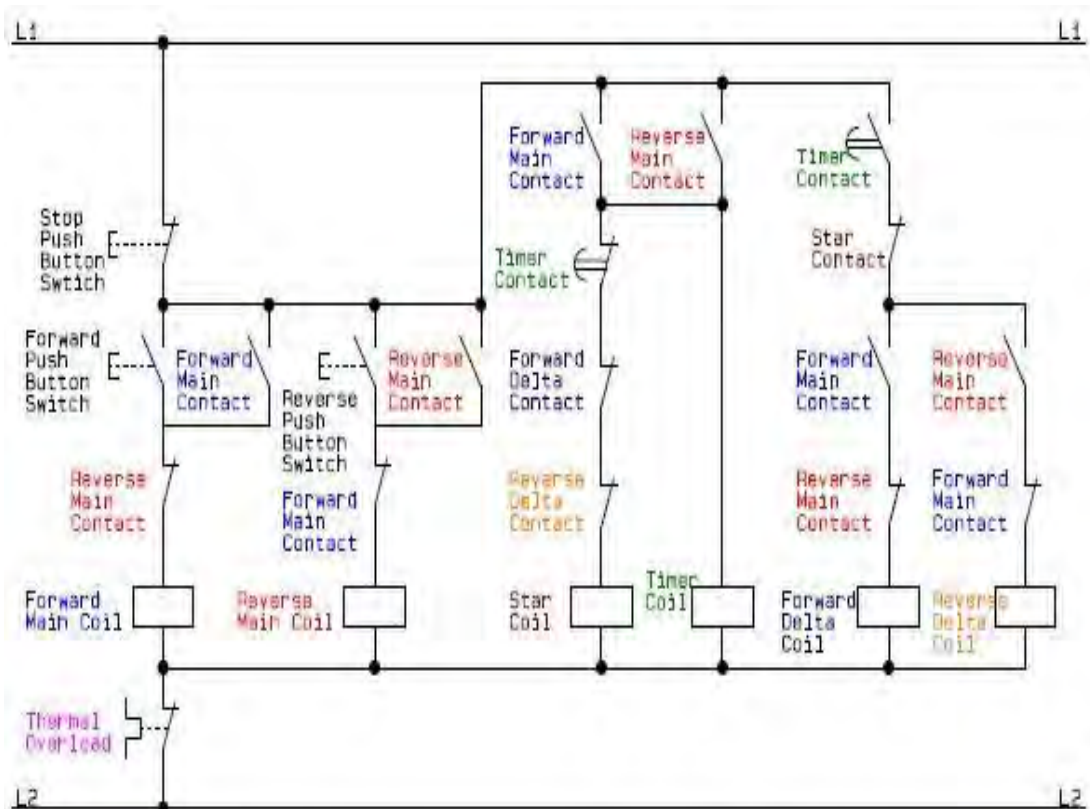 L1
L1
Forward
Main
Contact
Reverse
Main
Contact
Timer
Contact
Stop
Push
Button
Swtich
Timer
Contact
Star
Contact
Forward
Push
Button
Switch
Forward
Main
Contact
Reverse
Push
Button
Switch
Reverse
Main
Contact
Forward
Delta
Contact
Forward
Main
Contact
Reverse
Main
Contact
Reverse
Main
Contact
Forward
Main
Contact
Reverse
Delta
Contact
Reverse
Main
Contact
Forward
Main
Contact
Forward
Main Coil
Reverse
Main Coil
Star
Coil
Timer
Coil
Forward
Delta
Coil
Reverse
Delta
Coil
Thermal
Overload
L2
L2